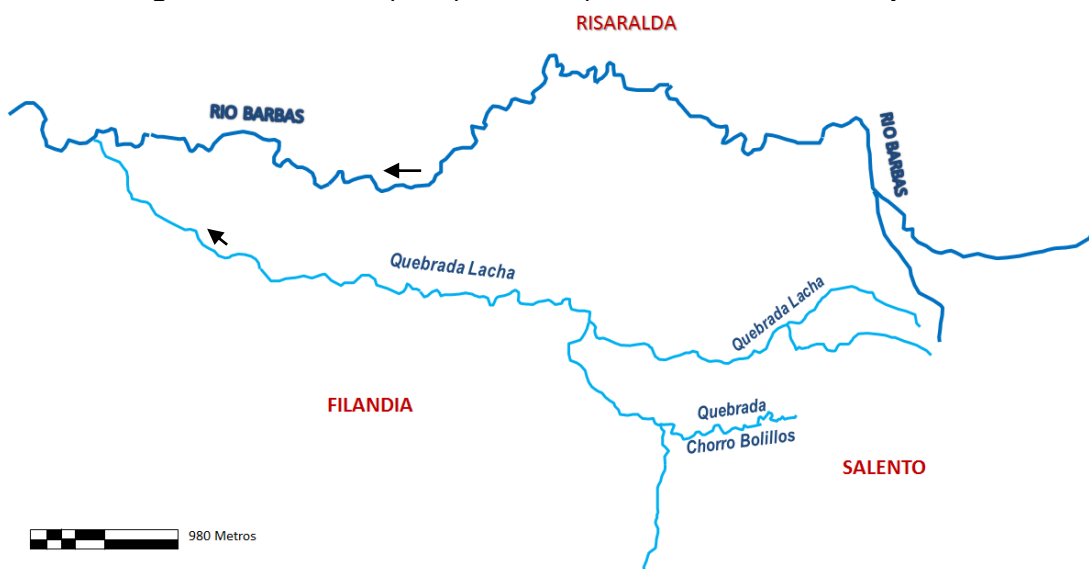 RISARALDA
RIO BARBAS
RIO BARBAS
Quebrada Lacha
Quebrada Lacha
FILANDIA
Quebrada
Chorro Bolillos
SALENTO
980 Metros